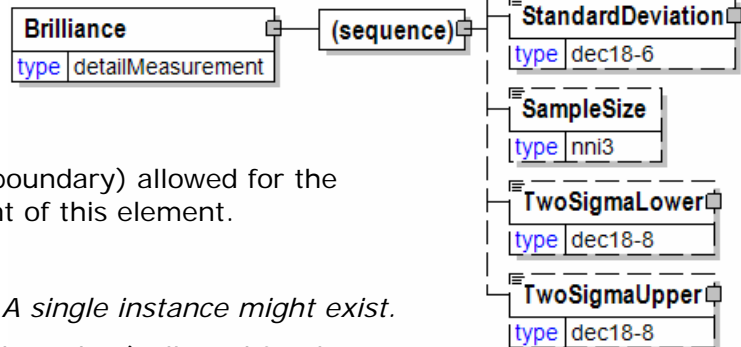 Brilliance
type detailMeasurement
(sequence)
StandardDeviation
type dec18-6
SampleSize
type nni3
TwoSigmaLower
type dec18-8
TwoSigmaUpper
type dec18-8
boundary) allowed for the
of this element.
A single instance might exist.